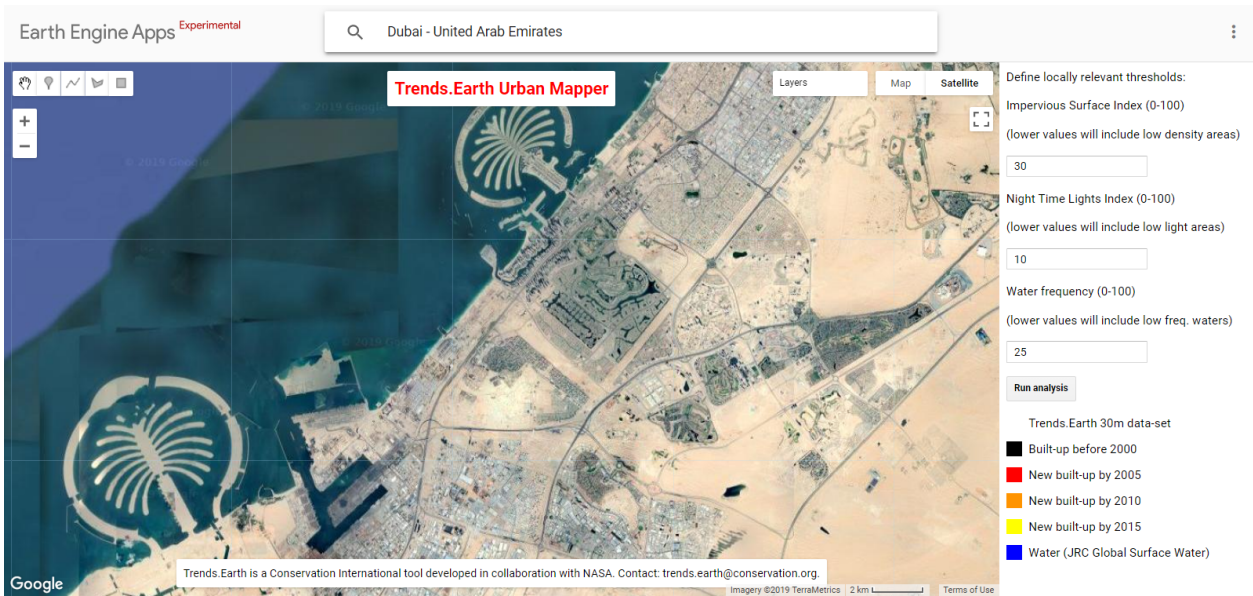 Earth Engine Apps Experimental
Dubai - United Arab Emirates
Trends.Earth Urban Mapper
Layers
Map
Satellite
© 2019 Google
© 2019 Google
© 2019 Google
Define locally relevant thresholds:
Impervious Surface Index (0-100)
(lower values will include low density areas)
30
Night Time Lights Index (0-100)
(lower values will include low light areas)
10
Water frequency (0-100)
(lower values will include low freq. waters)
25
Run analysis
Trends.Earth 30m data-set
Built-up before 2000
New built-up by 2005
New built-up by 2010
New built-up by 2015
Water (JRC Global Surface Water)
Trends.Earth is a Conservation International tool developed in collaboration with NASA. Contact: trends.earth@conservation.org.
Google
Imagery ©2019 TerraMetrics
2 km
Terms of Use